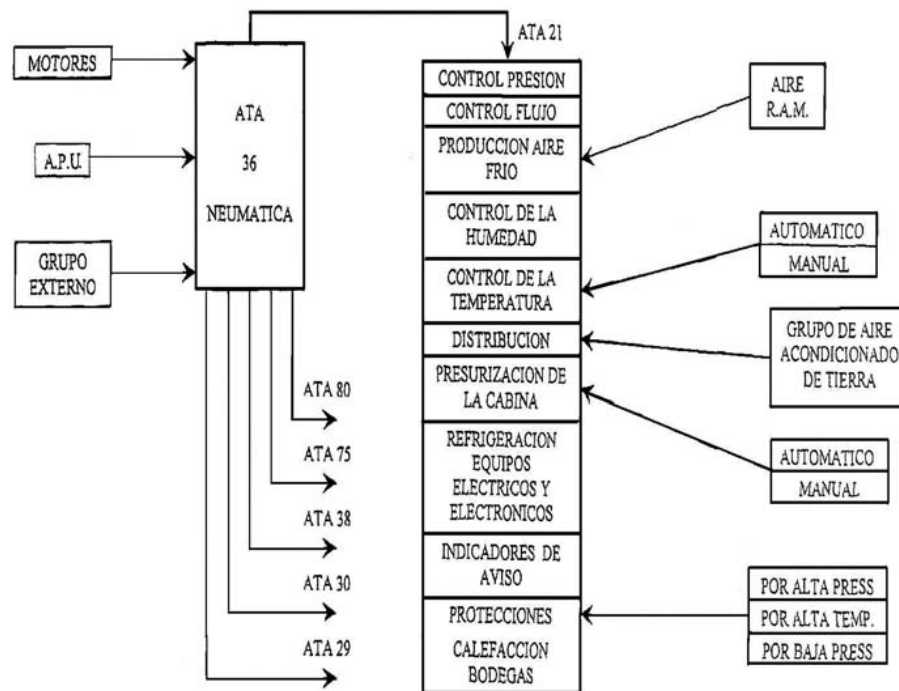 MOTORES
A.P.U.
GRUPO
EXTERNO
ATA
36
NEUMATICA
ATA 80
ATA 75
ATA 38
ATA 30
ATA 29
ATA 21
CONTROL PRESION
CONTROL FLUJO
PRODUCCION AIRE
FRIO
CONTROL DE LA
HUMEDAD
CONTROL DE LA
TEMPERATURA
DISTRIBUCION
PRESURIZACION DE
LA CABINA
REFRIGERACION
EQUIPOS
ELECTRICOS Y
ELECTRONICOS
INDICADORES DE
AVISO
PROTECCIONES
CALEFACCION
BODEGAS
AIRE
R.A.M.
AUTOMATICO
MANUAL
GRUPO DE AIRE
ACONDICIONADO
DE TIERRA
AUTOMATICO
MANUAL
POR ALTA PRESS
POR ALTA TEMP.
POR BAJA PRESS